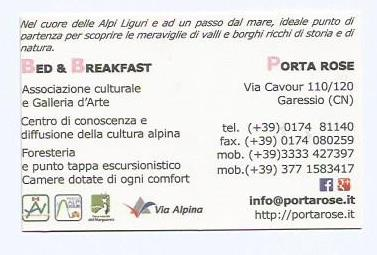 Nel cuore delle Alpi Liguri e ad un passo dal mare, ideale punto di
partenza per scoprire le meraviglie di valli e borghi ricchi di storia e di
natura.
BED & BREAKFAST
PORTA ROSE
Associazione culturale
e Galleria d'Arte
Via Cavour 110/120
Garessio (CN)
Centro di conoscenza e
diffusione della cultura alpina
Foresteria
e punto tappa escursionistico
Camere dotate di ogni comfort
tel. (+39) 0174 81140
fax. (+39) 0174 080259
mob. (+39)3333 427397
mob. (+39) 377 1583417
Via Alpina
info@portarose.it
http://portarose.it